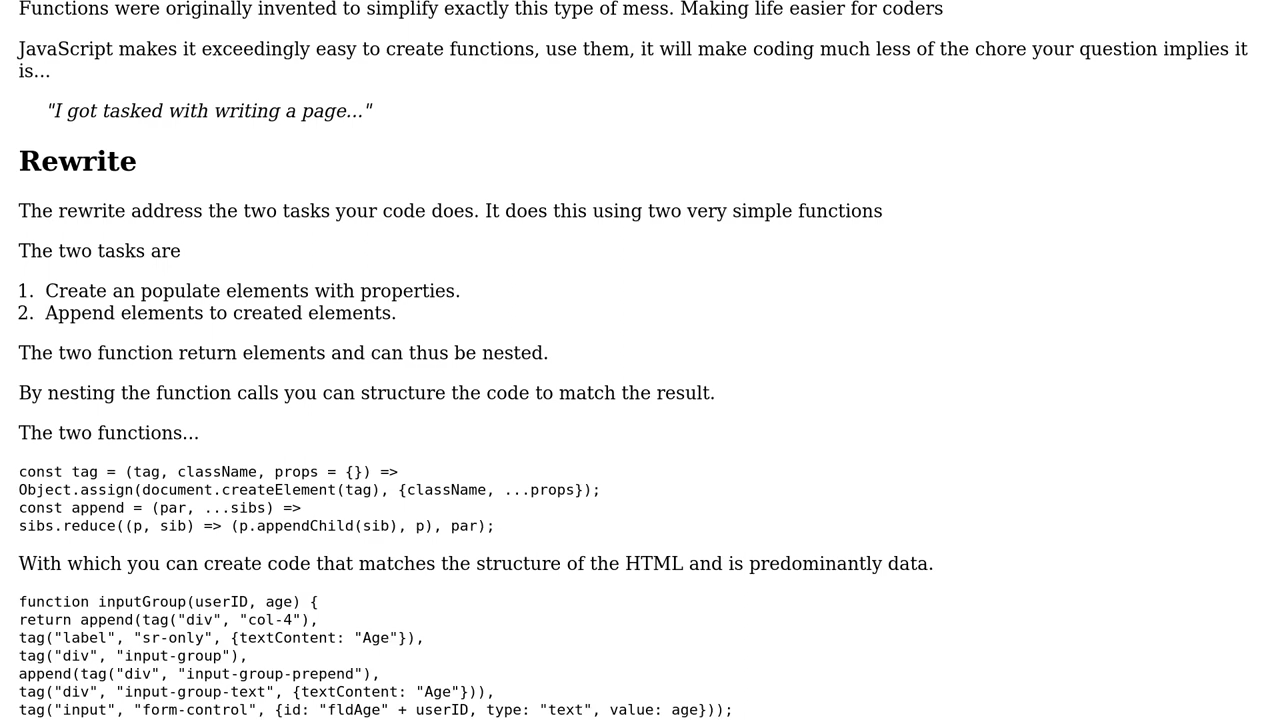 Functions were originally invented to simplify exactly this type of mess. Making life easier for coders
JavaScript makes it exceedingly easy to create functions, use them, it will make coding much less of the chore your question implies it
is...
"I got tasked with writing a page..."
Rewrite
The rewrite address the two tasks your code does. It does this using two very simple functions
The two tasks are
1. Create an populate elements with properties.
2. Append elements to created elements.
The two function return elements and can thus be nested.
By nesting the function calls you can structure the code to match the result.
The two functions...
const tag = (tag, className, props = {}) =>
Object.assign(document.createElement(tag), {className, ...props});
const append = (par, ...sibs) =>
sibs.reduce((p, sib) => (p.appendChild(sib), p), par);
With which you can create code that matches the structure of the HTML and is predominantly data.
function inputGroup(userID, age) {
return append(tag("div", "col-4"),
tag("label", "sr-only", {textContent: "Age"}),
tag("div", "input-group"),
append(tag("div", "input-group-prepend"),
tag("div", "input-group-text", {textContent: "Age"})),
tag("input", "form-control", {id: "fldAge" + userID, type: "text", value: age}));